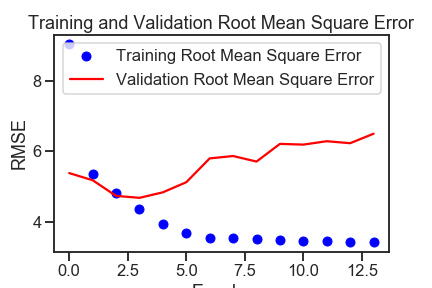 Training and Validation Root Mean Square Error
Training Root Mean Square Error
Validation Root Mean Square Error
RMSE
8
6
4
0.0 2.5 5.0 7.5 10.0 12.5